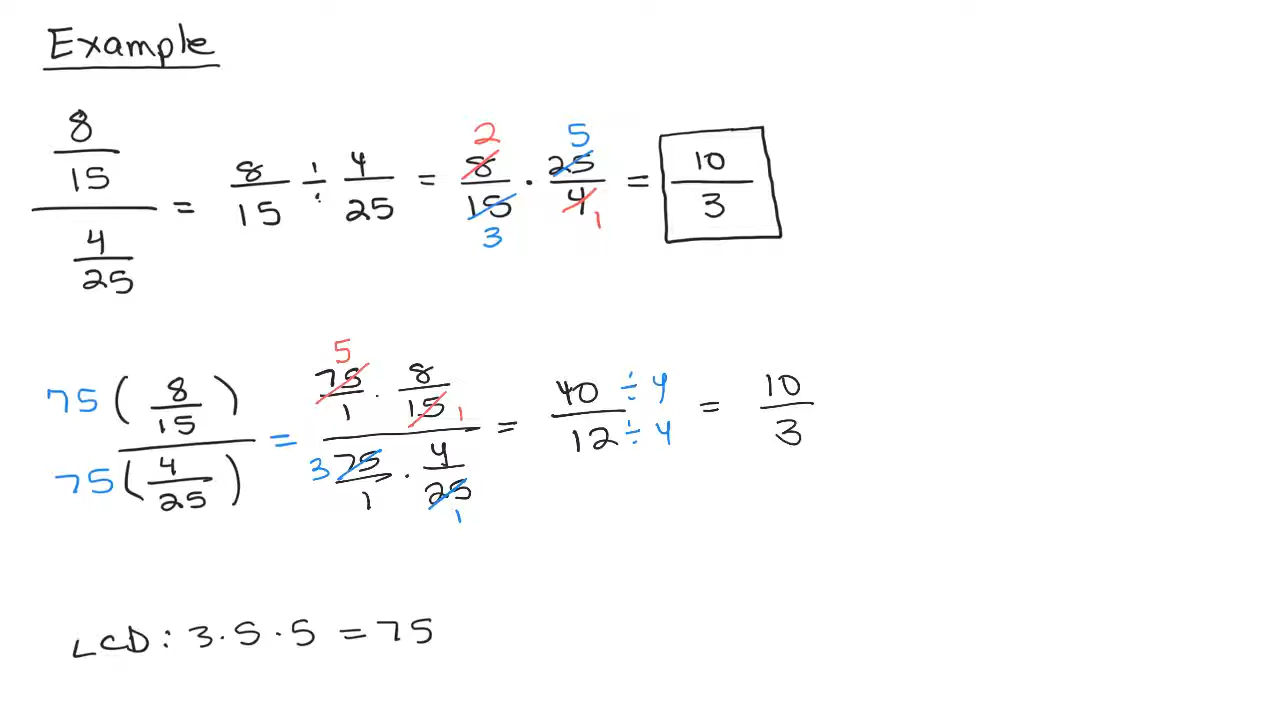 Example
(8/15)/(4/25) = 8/15 ÷ 4/25 = 2 8/15 3 · 5 25/4 1 = 10/3
75(8/15)/75(4/25) = (5 75/1 · 8/15 1)/(3 75/1 · 4/25 1) = 40/12 ÷4/÷4 = 10/3
LCD: 3·5·5 = 75